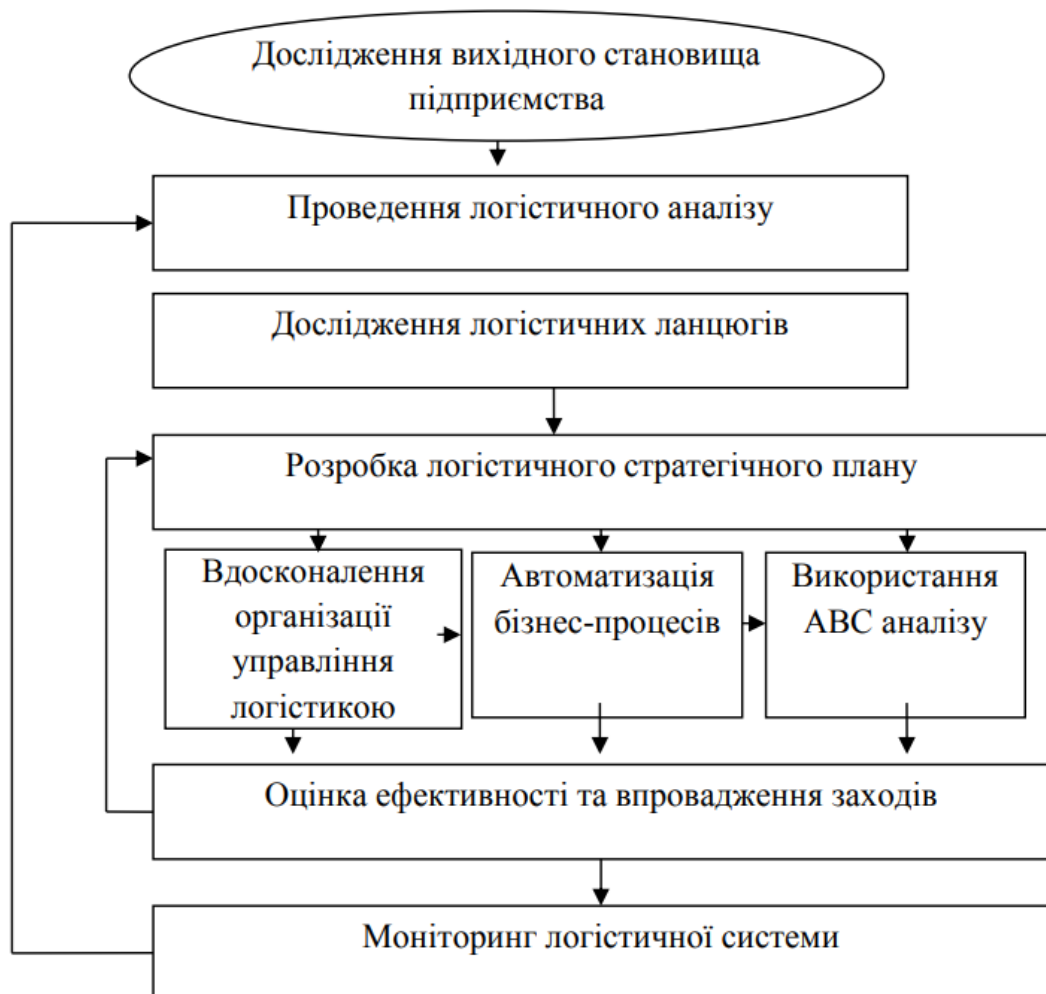 Дослідження вихідного становища
підприємства
Проведення логістичного аналізу
Дослідження логістичних ланцюгів
Розробка логістичного стратегічного плану
Вдосконалення
організації
управління
логістикою
Автоматизація
бізнес-процесів
Використання
АВС аналізу
Оцінка ефективності та впровадження заходів
Моніторинг логістичної системи